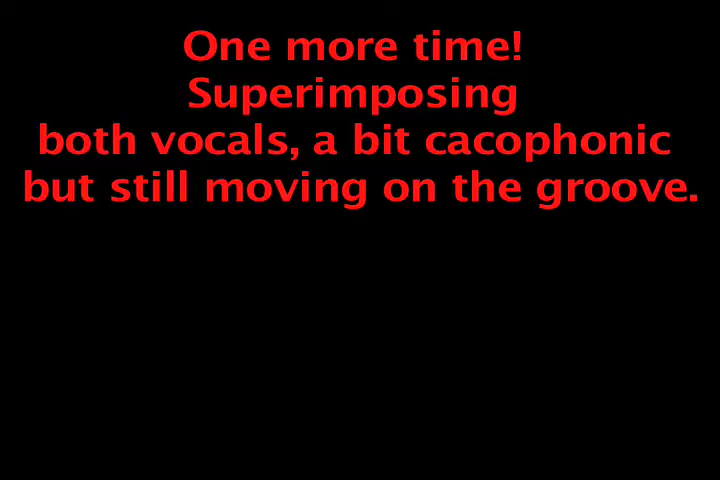 One more time!
Superimposing
both vocals, a bit cacophonic
but still moving on the groove.